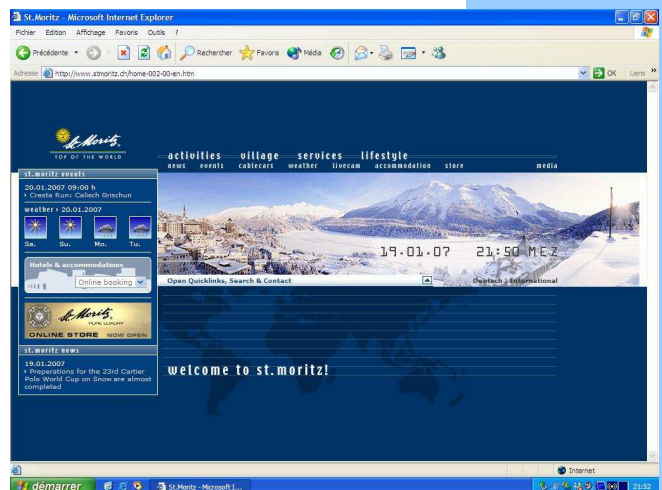 St.Moritz - Microsoft Internet Explorer
Fichier Edition Affichage Favoris Outils ?
Précédente Rechercher Favoris Média
Adresse http://www.stmoritz.ch/home-002-00-en.htm OK Liens »
St. Moritz
TOP OF THE WORLD
activities village services lifestyle
news events cablecars weather livecam accommodation store media
st.moritz events
20.01.2007 09:00 h
› Cresta Run: Calisch Grischun
weather › 20.01.2007
Sa. Su. Mo. Tu.
19.01.07 21:50 MEZ
Hotels & accommodations
Online booking
Open Quicklinks, Search & Contact
Deutsch | International
St. Moritz
PURE LUXURY
ONLINE STORE NOW OPEN
st.moritz news
19.01.2007
› Preperations for the 23rd Cartier
Polo World Cup on Snow are almost
completed
welcome to st.moritz!
Internet
démarrer St.Moritz - Microsoft I... 21:52